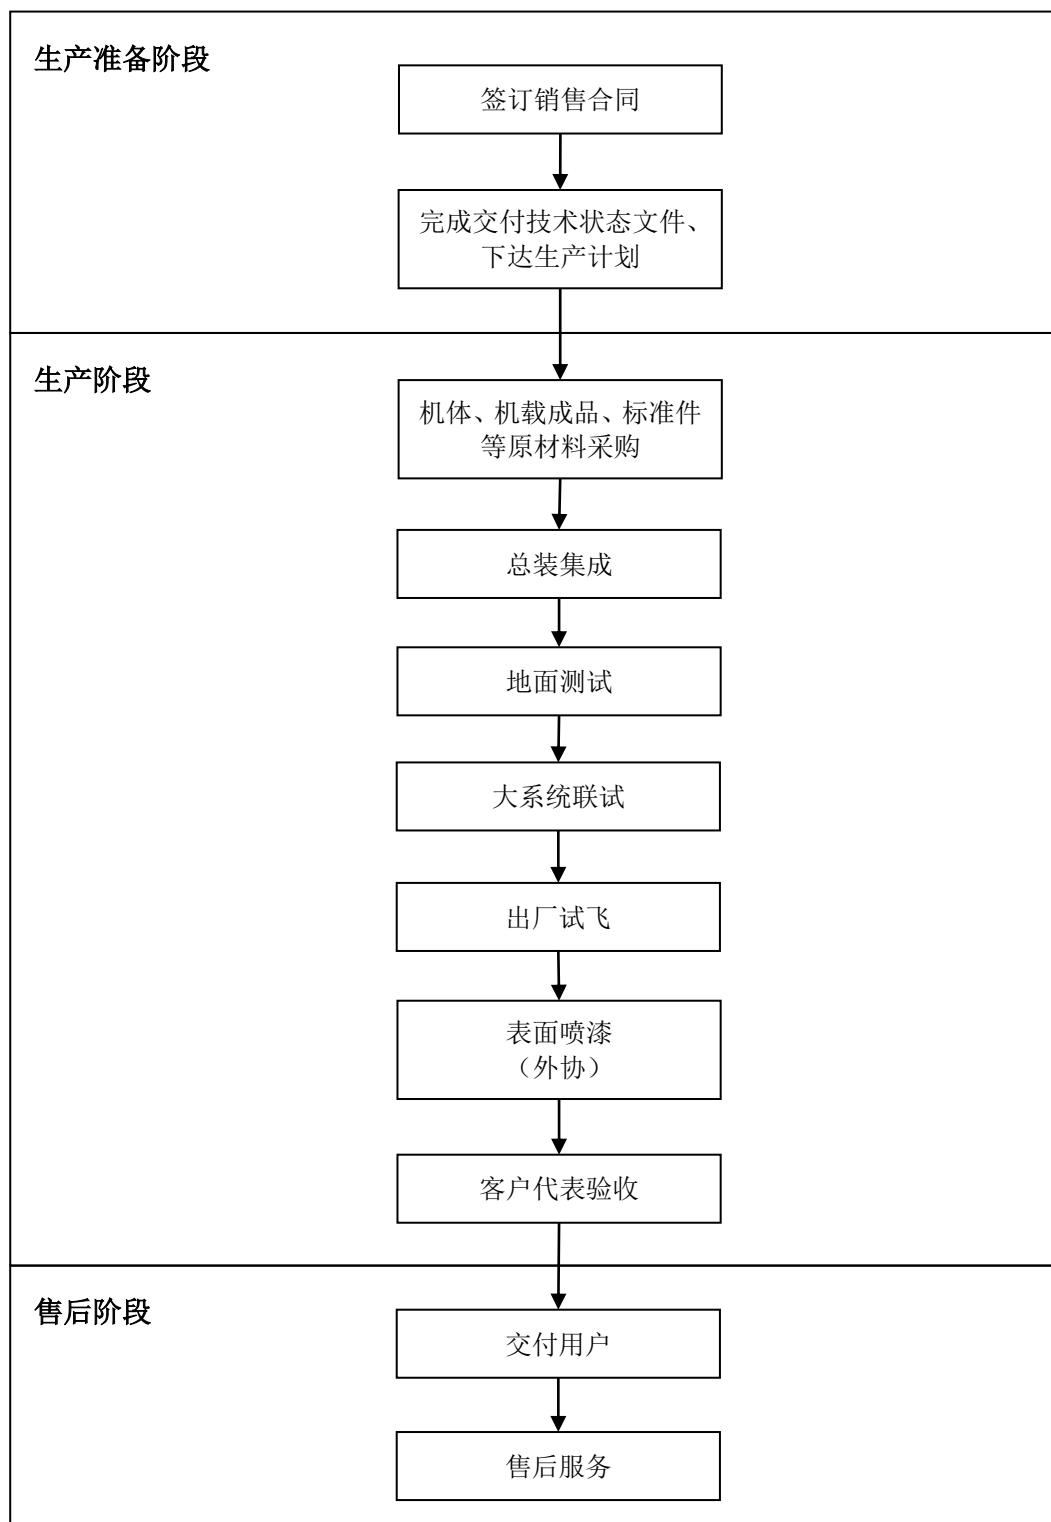 生产准备阶段
签订销售合同
完成交付技术状态文件、
下达生产计划
生产阶段
机体、机载成品、标准件
等原材料采购
总装集成
地面测试
大系统联试
出厂试飞
表面喷漆
（外协）
客户代表验收
售后阶段
交付用户
售后服务